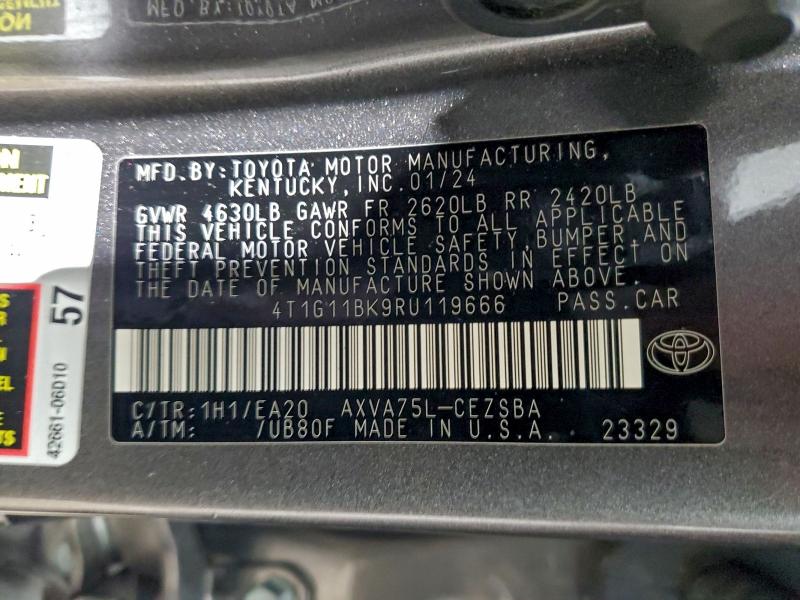 MFD. BY: TOYOTA MOTOR MANUFACTURING,
KENTUCKY, INC. 01/24
GVWR 4630LB GAWR FR 2620LB RR 2420LB
THIS VEHICLE CONFORMS TO ALL APPLICABLE
FEDERAL MOTOR VEHICLE SAFETY, BUMPER, AND
THEFT PREVENTION STANDARDS IN EFFECT ON
THE DATE OF MANUFACTURE SHOWN ABOVE.
4T1G11BK9RU119666 PASS. CAR
C/TR: 1H1/EA20 AXVA75L-CEZSBA
A/TM: /UB80F MADE IN U.S.A. 23329
57
42661-06D10